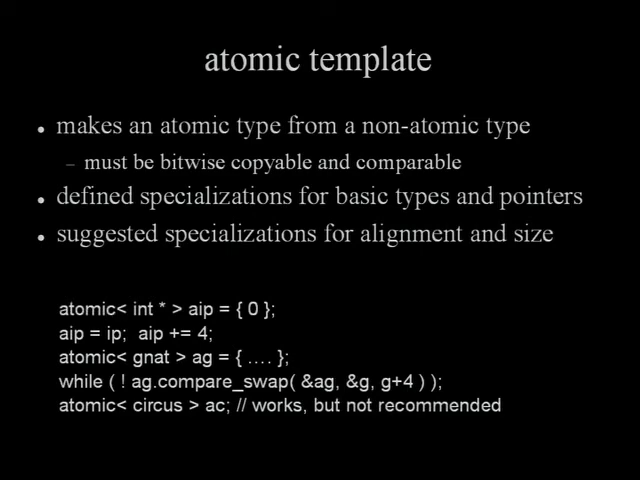 atomic template
• makes an atomic type from a non-atomic type
– must be bitwise copyable and comparable
• defined specializations for basic types and pointers
• suggested specializations for alignment and size
atomic< int * > aip = { 0 };
aip = ip;  aip += 4;
atomic< gnat > ag = { .... };
while ( ! ag.compare_swap( &ag, &g, g+4 ) );
atomic< circus > ac; // works, but not recommended